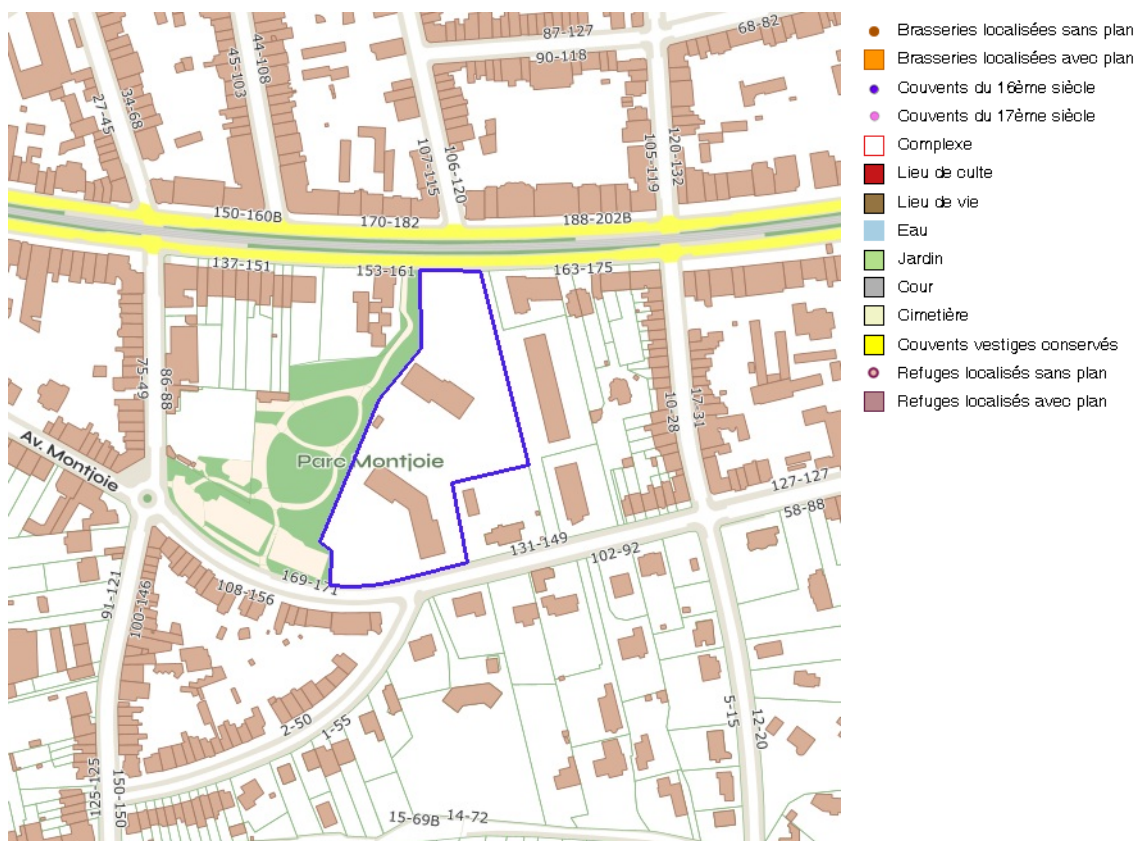 87-127
68-82
90-118
44-108
45-103
34-68
27-45
107-115
106-120
105-119
120-132
150-160B
170-182
188-202B
137-151
153-161
163-175
75-49
86-88
10-28
17-31
Av. Montjoie
Parc Montjoie
127-127
58-88
131-149
102-92
169-171
108-156
91-121
100-146
2-50
1-55
5-15
12-20
125-125
150-150
15-69B
14-72
Brasseries localisées sans plan
Brasseries localisées avec plan
Couvents du 16ème siècle
Couvents du 17ème siècle
Complexe
Lieu de culte
Lieu de vie
Eau
Jardin
Cour
Cimetière
Couvents vestiges conservés
Refuges localisés sans plan
Refuges localisés avec plan